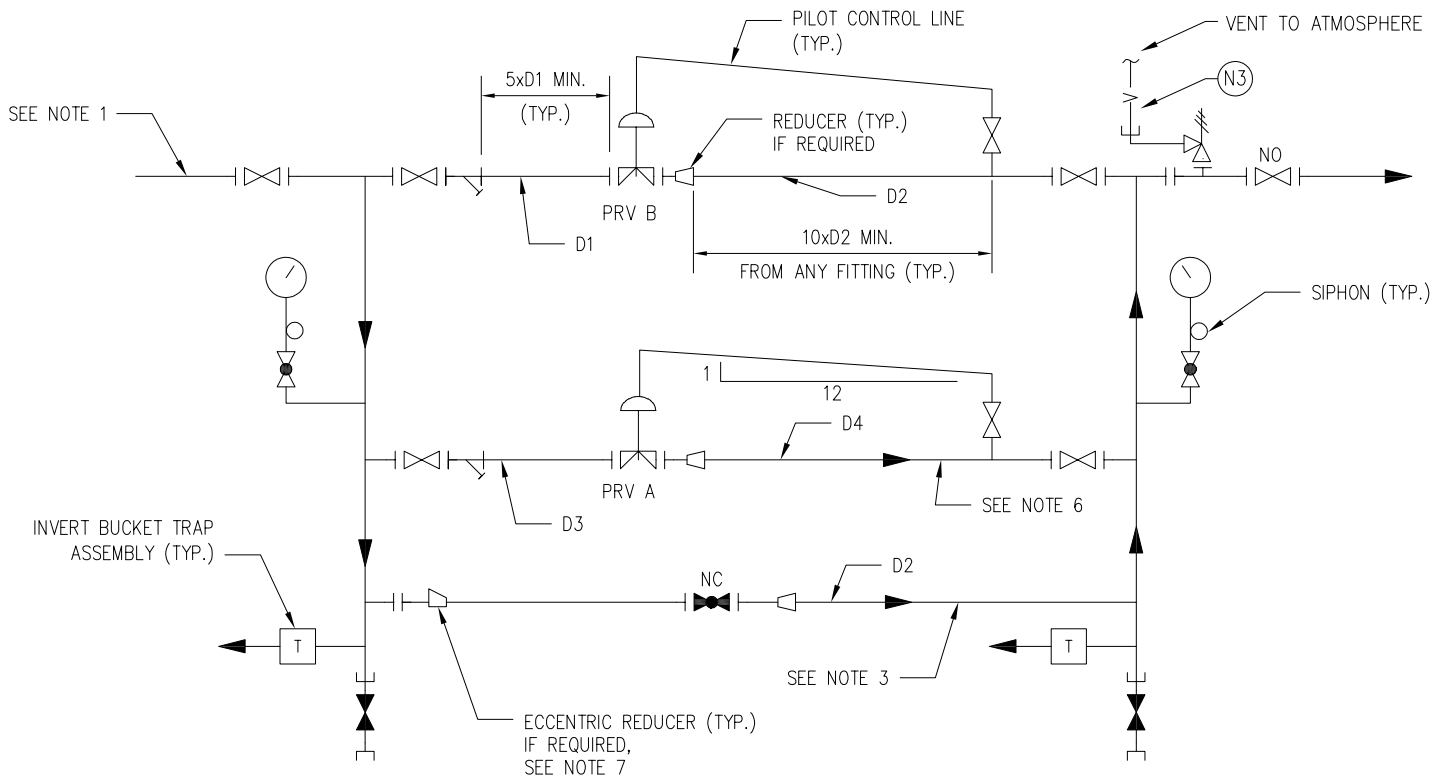 PILOT CONTROL LINE
(TYP.)
VENT TO ATMOSPHERE
5xD1 MIN.
(TYP.)
N3
SEE NOTE 1
REDUCER (TYP.)
IF REQUIRED
NO
PRV B
D2
D1
10xD2 MIN.
FROM ANY FITTING (TYP.)
SIPHON (TYP.)
1
12
D4
PRV A
SEE NOTE 6
D3
INVERT BUCKET TRAP
ASSEMBLY (TYP.)
NC
D2
T
T
SEE NOTE 3
ECCENTRIC REDUCER (TYP.)
IF REQUIRED,
SEE NOTE 7